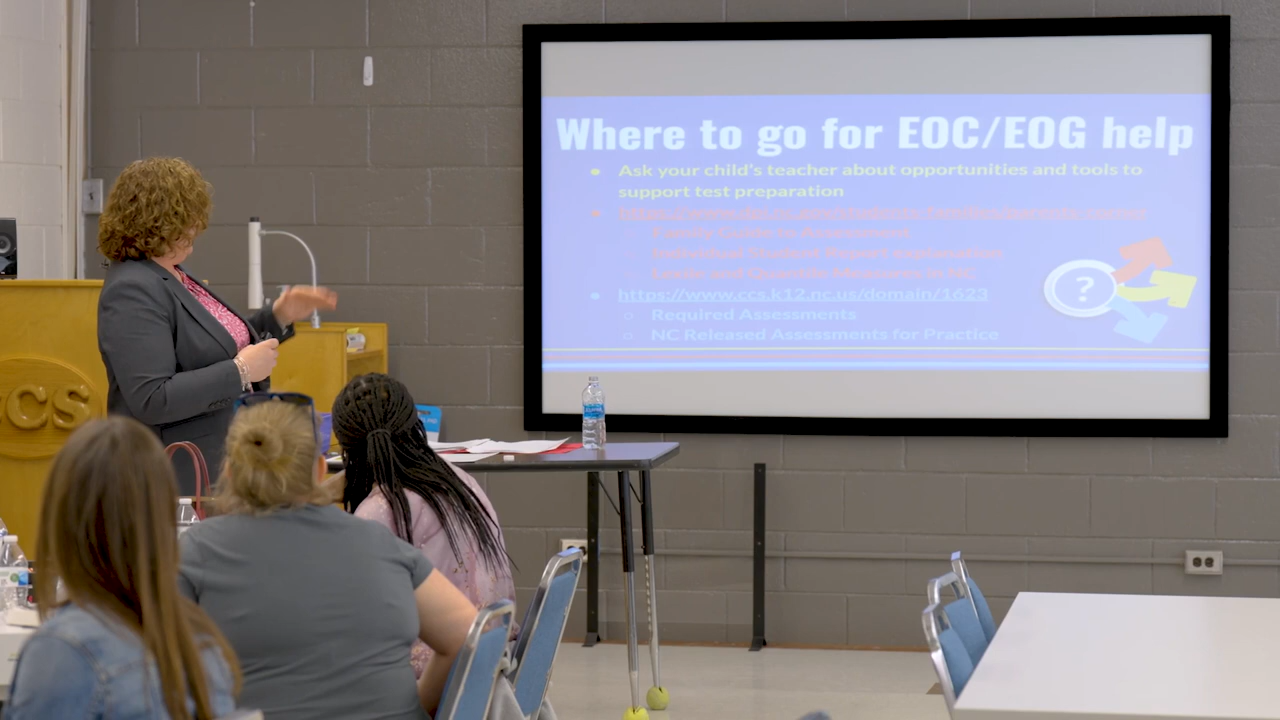 Where to go for EOC/EOG help
Ask your child's teacher about opportunities and tools to
support test preparation
Family Guide to Assessment
Individual Student Report explanation
Lexile and Quantile Measures in NC
?
https://www.ccs.k12.nc.us/domain/1623
Required Assessments
NC Released Assessments for Practice
CCS